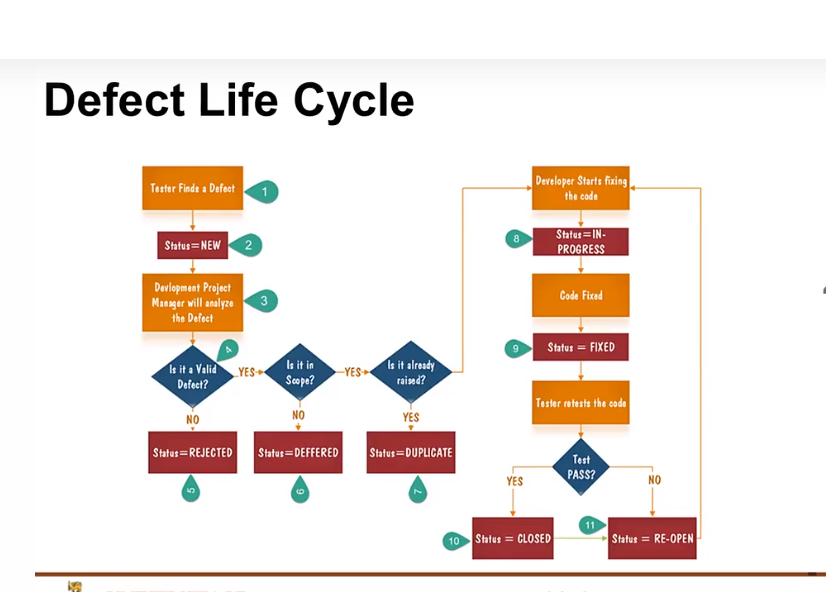 Defect Life Cycle
Tester Finds a Defect
1
Status=NEW
2
Devlopment Project
Manager will analyze
the Defect
3
4
Is it a Valid
Defect?
YES
Is it in
Scope?
YES
Is it already
raised?
NO
NO
YES
Status=REJECTED
Status=DEFFERED
Status=DUPLICATE
5
6
7
Developer Starts fixing
the code
8
Status=IN-
PROGRESS
Code Fixed
9
Status = FIXED
Tester retests the code
Test
PASS?
YES
NO
10
Status = CLOSED
11
Status = RE-OPEN